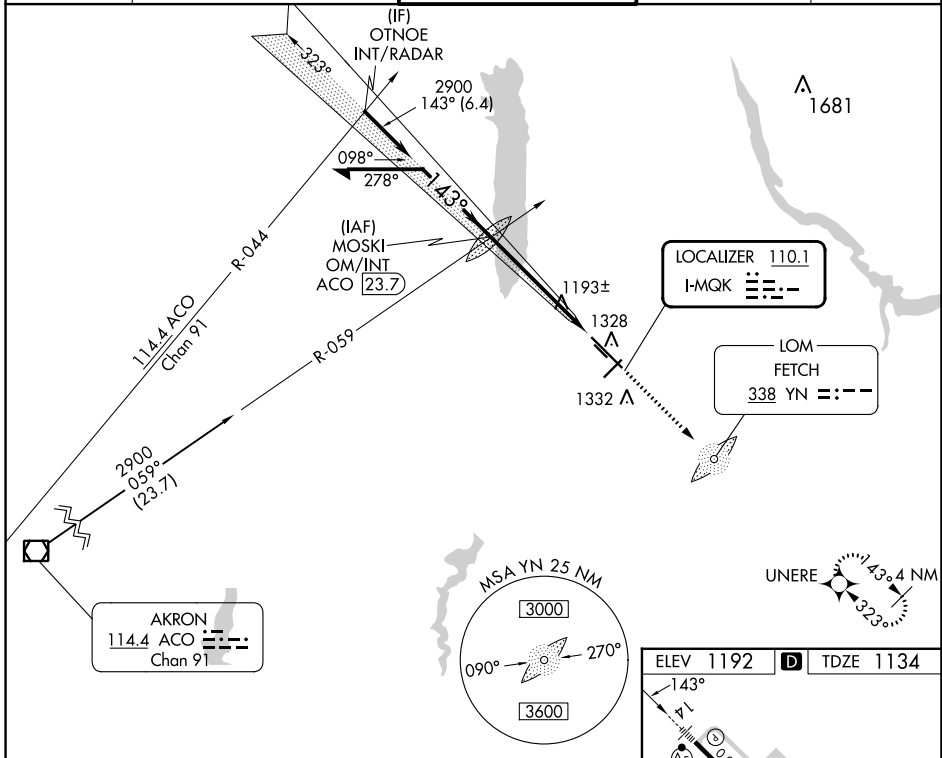 (IF)
OTNOE
INT/RADAR
323°
2900
143° (6.4)
1681
098°
278°
143°
(IAF)
MOSKI
OM/INT
ACO 23.7
R-044
LOCALIZER 110.1
I-MQK
1193±
1328
114.4 ACO
Chan 91
R-059
LOM
FETCH
338 YN
1332
2900
059°
(23.7)
MSA YN 25 NM
3000
090°
270°
3600
UNERE
143° 4 NM
323°
AKRON
114.4 ACO
Chan 91
ELEV 1192 D TDZE 1134
143°
14
P